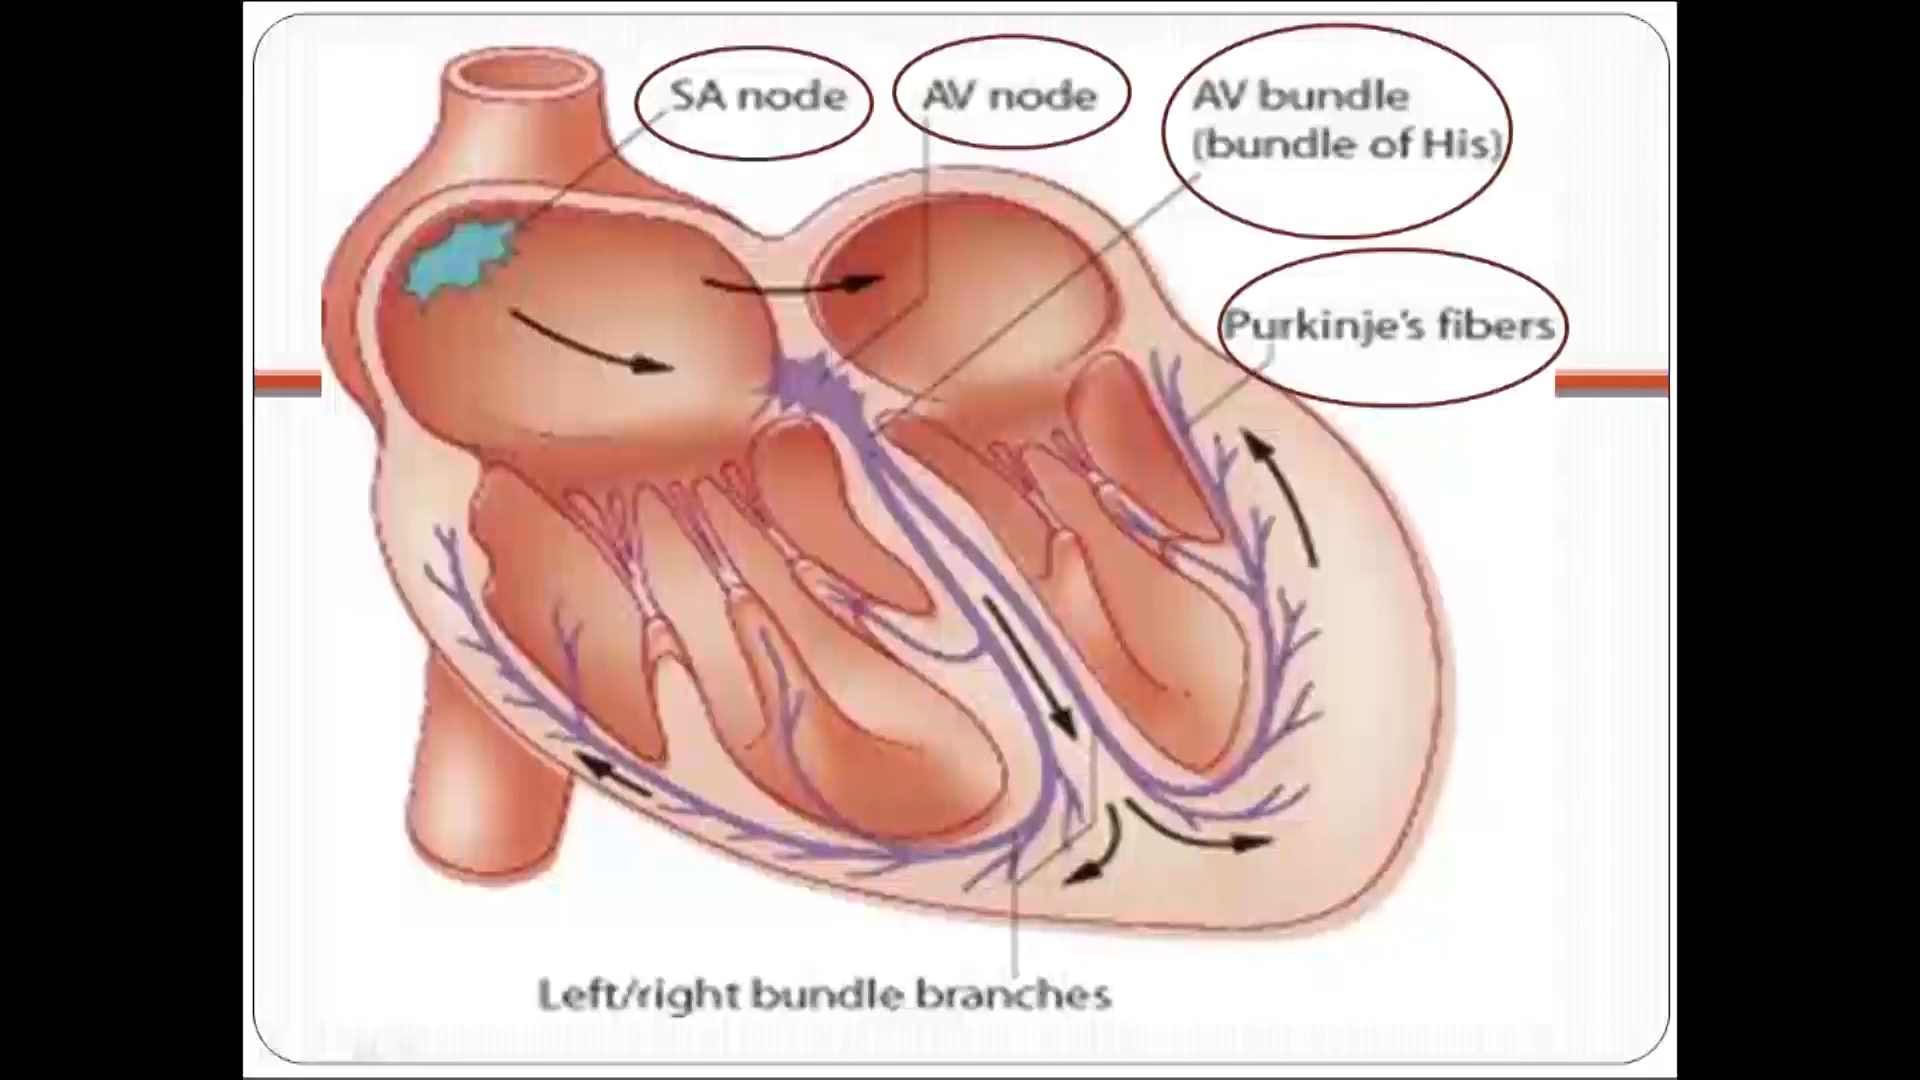 SA node
AV node
AV bundle
(bundle of His)
Purkinje's fibers
Left/right bundle branches